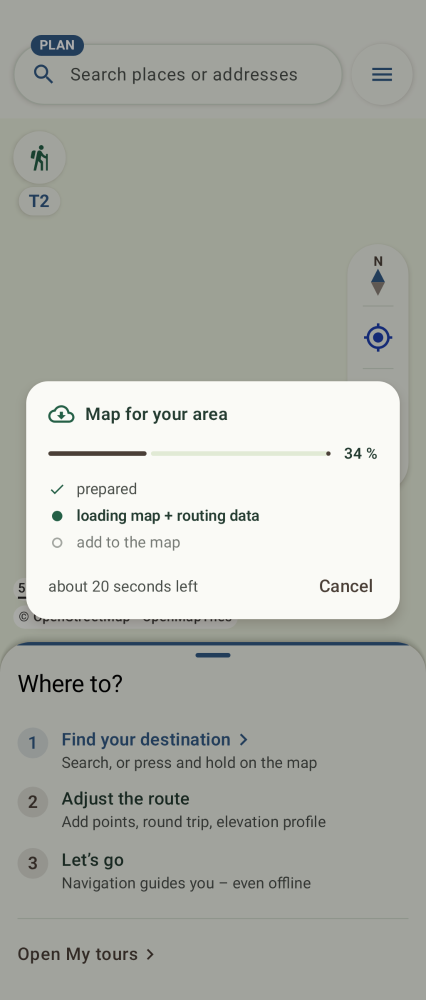 PLAN
Search places or addresses
T2
N
Map for your area
34 %
prepared
loading map + routing data
add to the map
about 20 seconds left
Cancel
5
© OpenStreetMap OpenMapTiles
Where to?
1 Find your destination
Search, or press and hold on the map
2 Adjust the route
Add points, round trip, elevation profile
3 Let's go
Navigation guides you – even offline
Open My tours